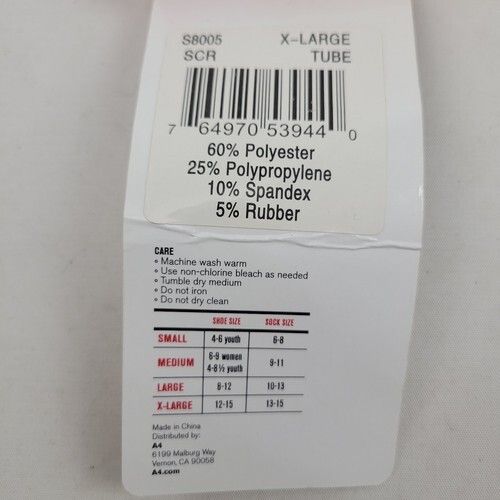 S8005 X-LARGE
SCR TUBE
7 64970 53944 0
60% Polyester
25% Polypropylene
10% Spandex
5% Rubber
CARE
• Machine wash warm
• Use non-chlorine bleach as needed
• Tumble dry medium
• Do not iron
• Do not dry clean
SHOE SIZE SOCK SIZE
SMALL 4-6 youth 6-8
MEDIUM 6-9 women 4-8½ youth 9-11
LARGE 8-12 10-13
X-LARGE 12-15 13-15
Made in China
Distributed by:
A4
6199 Malburg Way
Vernon, CA 90058
A4.com